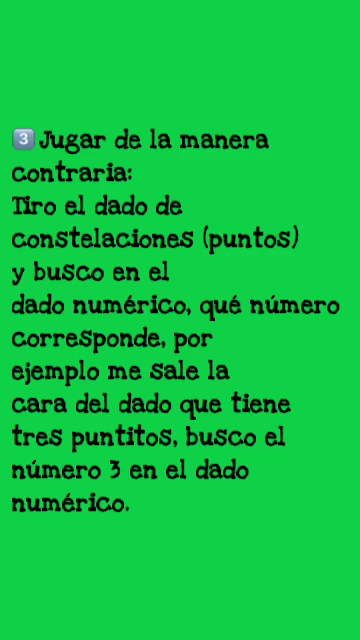 3️⃣Jugar de la manera
contraria:
Tiro el dado de
constelaciones (puntos)
y busco en el
dado numérico, qué número
corresponde, por
ejemplo me sale la
cara del dado que tiene
tres puntitos, busco el
número 3 en el dado
numérico.